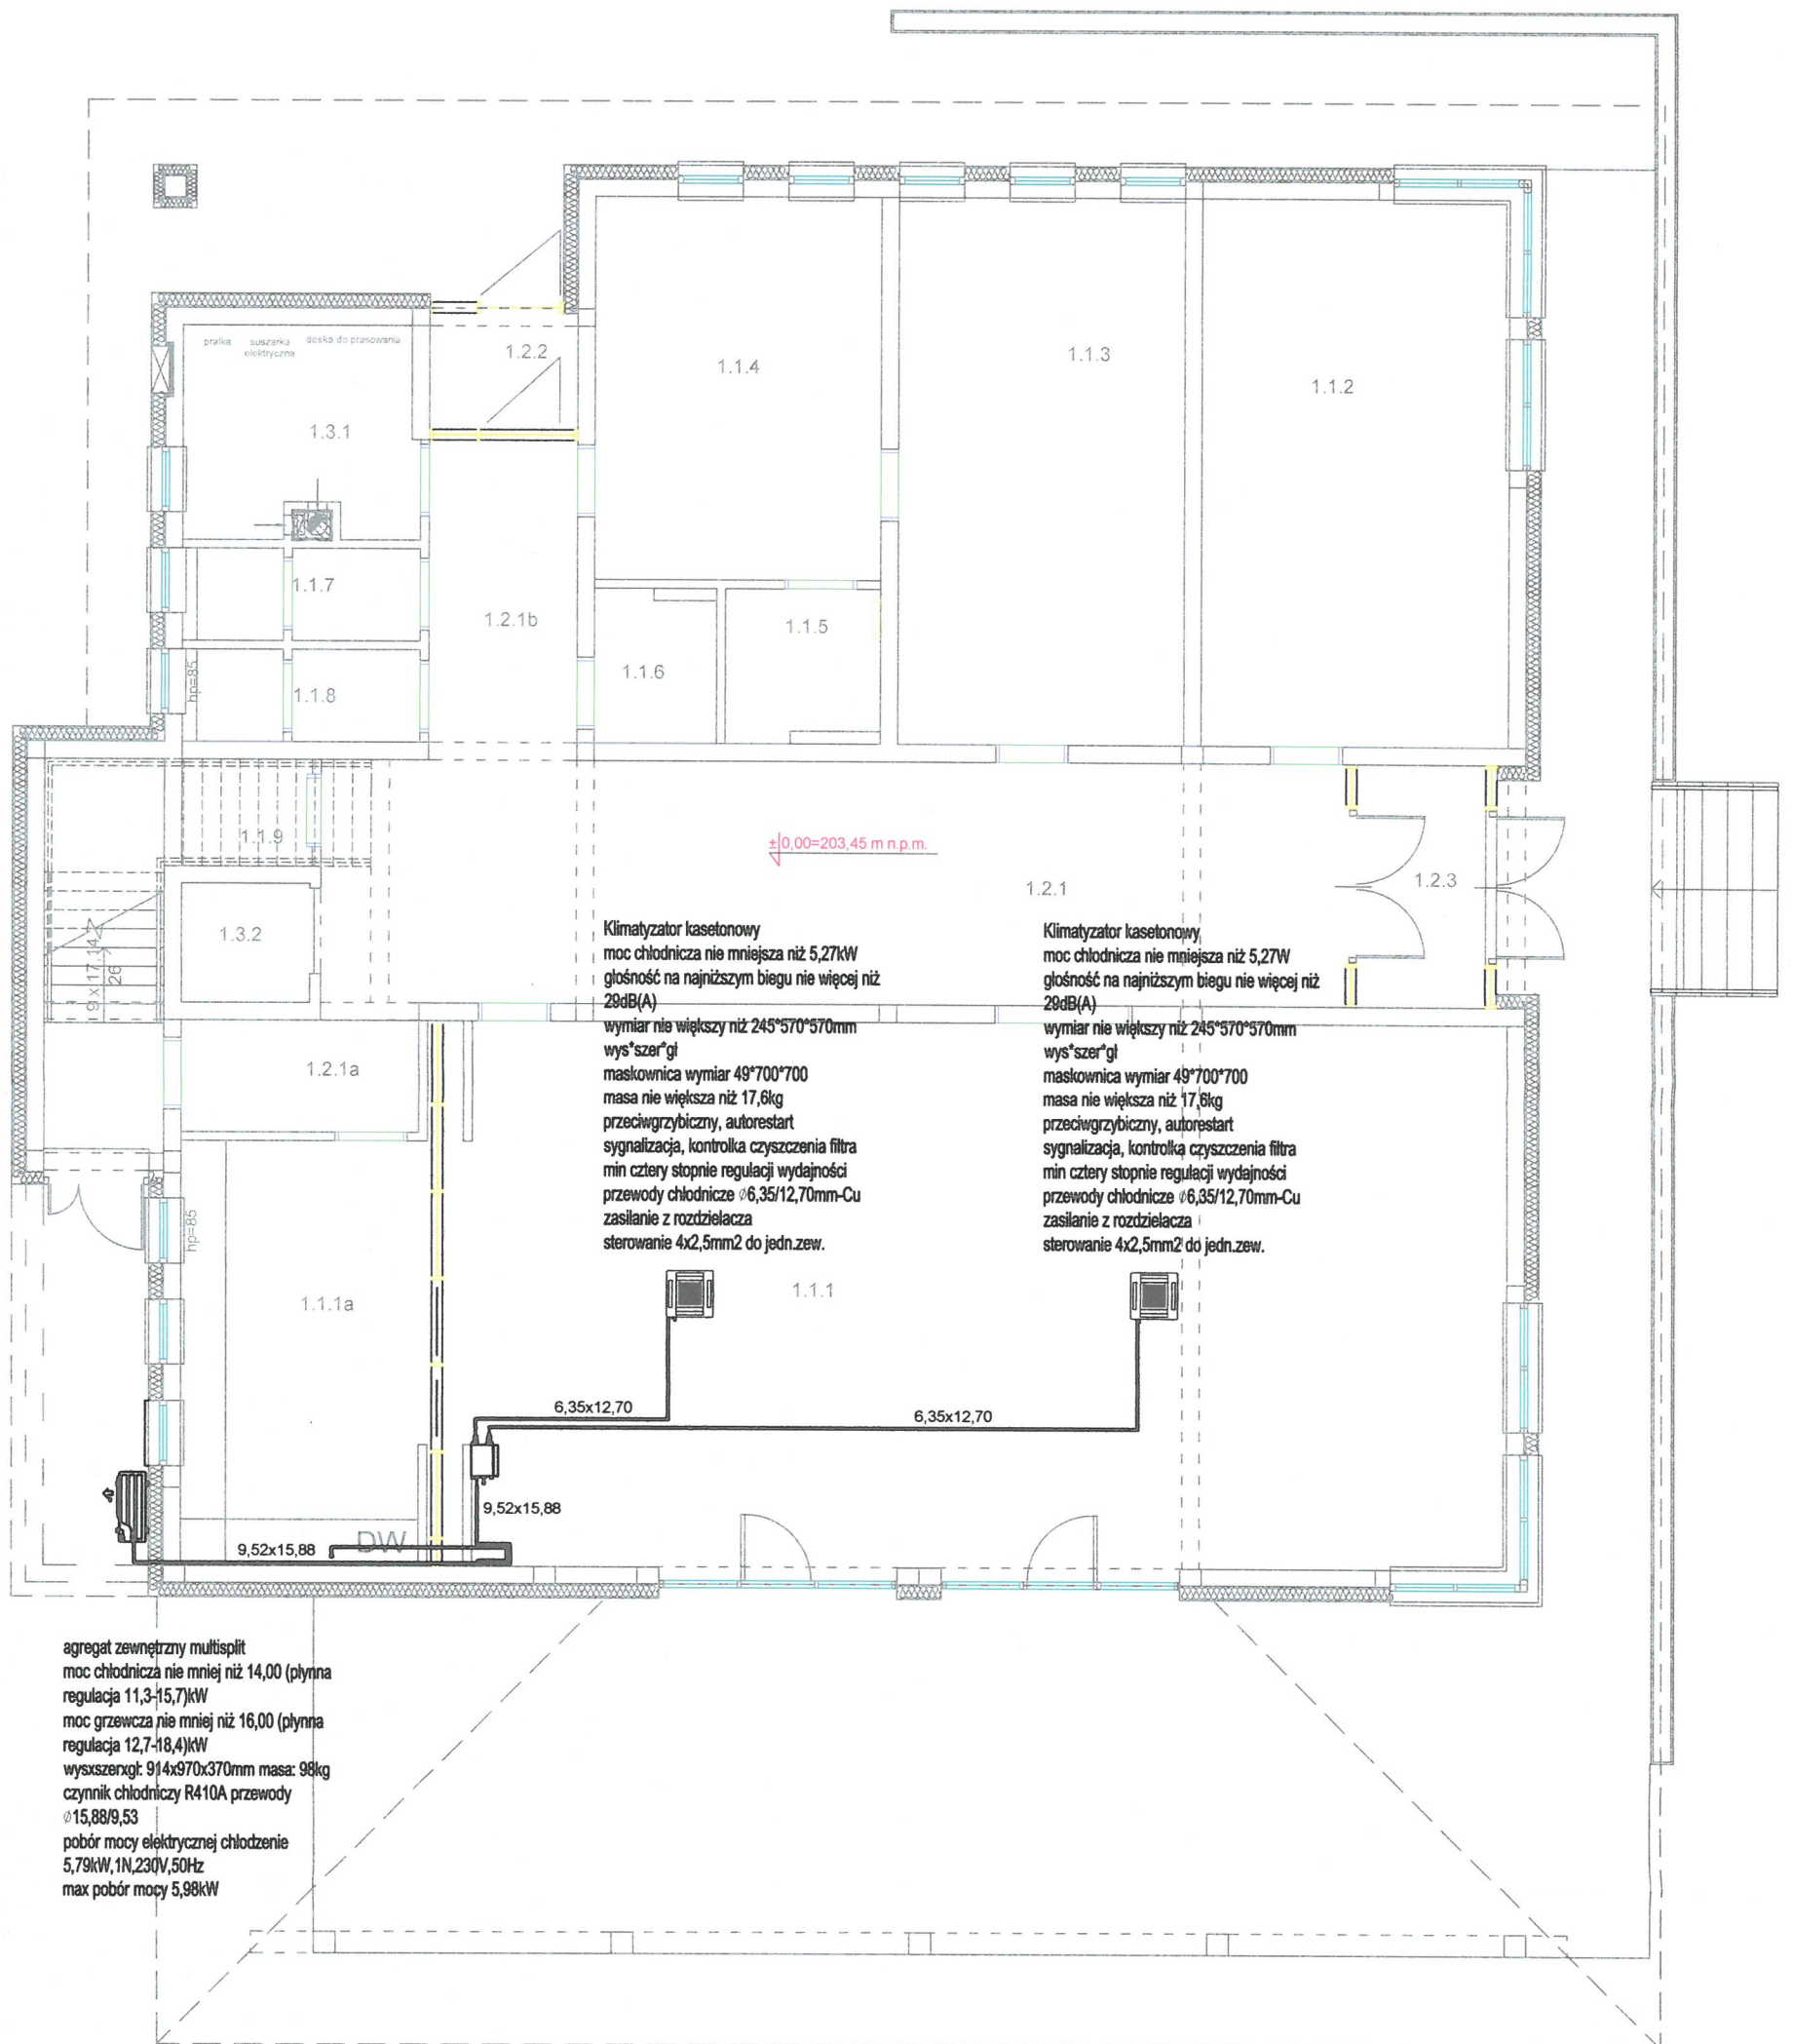 pralka
suszarka
elektryczna
deska do prasowania
1.2.2
1.1.4
1.1.3
1.1.2
1.3.1
1.1.7
1.2.1b
1.1.5
1.1.6
1.1.8
hp=85
1.1.9
±0,00=203,45 m n.p.m.
1.2.1
1.2.3
1.3.2
9 x 17,14
26
Klimatyzator kasetonowy
moc chłodnicza nie mniejsza niż 5,27kW
głośność na najniższym biegu nie więcej niż
29dB(A)
wymiar nie większy niż 245*570*570mm
wys*szer*gł
maskownica wymiar 49*700*700
masa nie większa niż 17,6kg
przeciwgrzybiczny, autorestart
sygnalizacja, kontrolka czyszczenia filtra
min cztery stopnie regulacji wydajności
przewody chłodnicze ⌀6,35/12,70mm-Cu
zasilanie z rozdzielacza
sterowanie 4x2,5mm2 do jedn.zew.
Klimatyzator kasetonowy
moc chłodnicza nie mniejsza niż 5,27W
głośność na najniższym biegu nie więcej niż
29dB(A)
wymiar nie większy niż 245*570*570mm
wys*szer*gł
maskownica wymiar 49*700*700
masa nie większa niż 17,6kg
przeciwgrzybiczny, autorestart
sygnalizacja, kontrolka czyszczenia filtra
min cztery stopnie regulacji wydajności
przewody chłodnicze ⌀6,35/12,70mm-Cu
zasilanie z rozdzielacza
sterowanie 4x2,5mm2 do jedn.zew.
1.2.1a
hp=85
1.1.1a
1.1.1
6,35x12,70
6,35x12,70
9,52x15,88
9,52x15,88
DW
agregat zewnętrzny multisplit
moc chłodnicza nie mniej niż 14,00 (płynna
regulacja 11,3-15,7)kW
moc grzewcza nie mniej niż 16,00 (płynna
regulacja 12,7-18,4)kW
wysxszerxgł: 914x970x370mm masa: 98kg
czynnik chłodniczy R410A przewody
⌀15,88/9,53
pobór mocy elektrycznej chłodzenie
5,79kW,1N,230V,50Hz
max pobór mocy 5,98kW